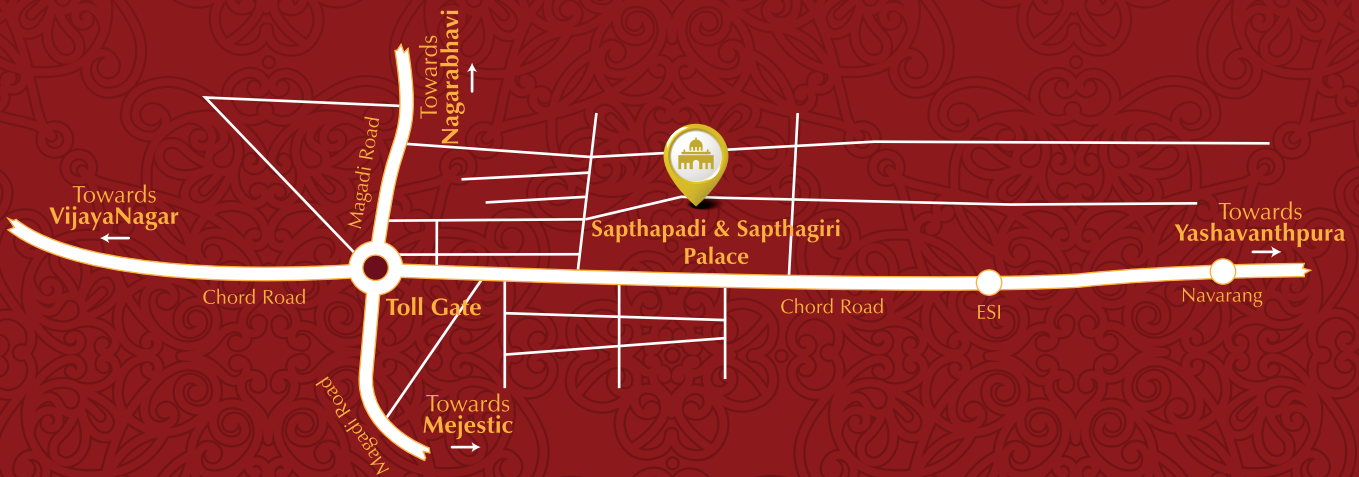 Towards
Nagarabhavi
Magadi Road
Towards
VijayaNagar
Sapthapadi & Sapthagiri
Palace
Towards
Yashavanthpura
Chord Road
Toll Gate
Chord Road
ESI
Navarang
Magadi Road
Towards
Mejestic